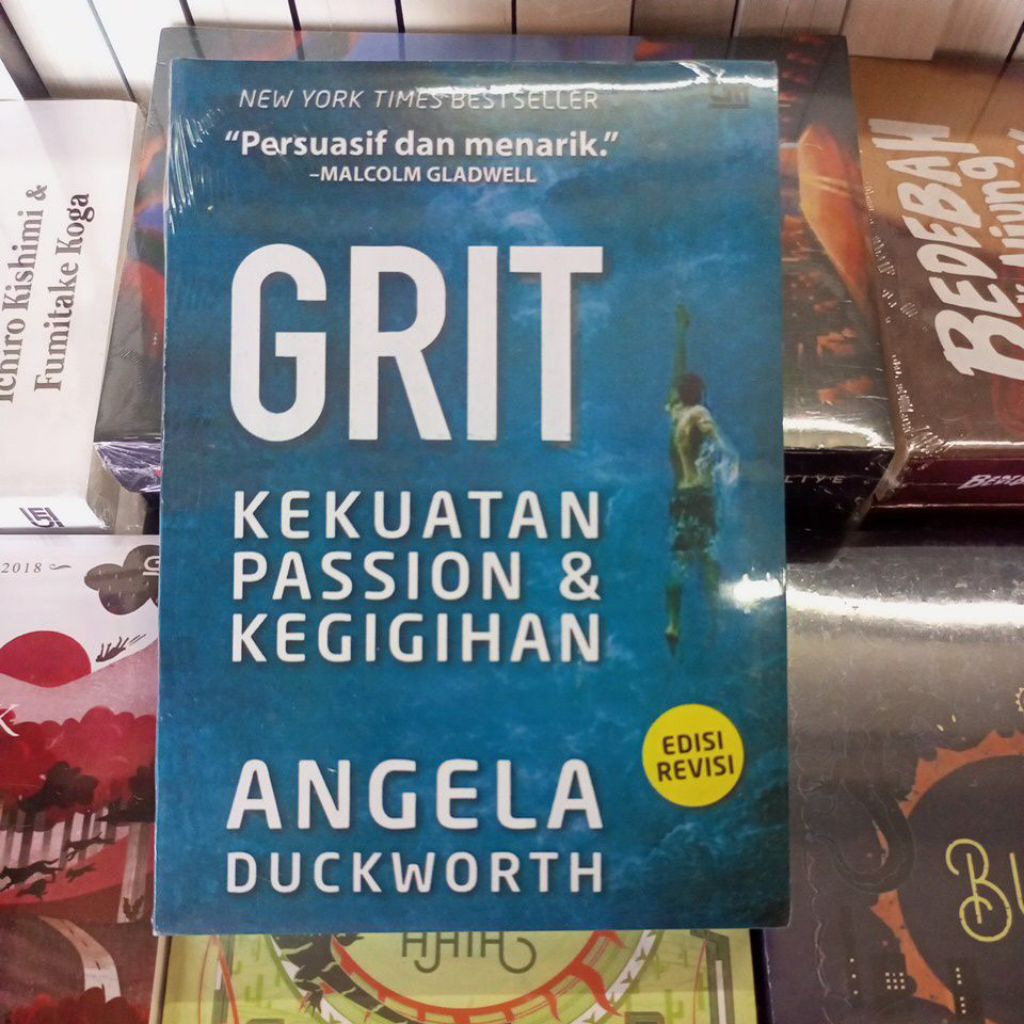 NEW YORK TIMES BESTSELLER
“Persuasif dan menarik.”
–MALCOLM GLADWELL
GRIT
KEKUATAN
PASSION &
KEGIGIHAN
EDISI
REVISI
ANGELA
DUCKWORTH
Ichiro Kishimi &
Fumitake Koga
BEDEBAH
LIYE
2018